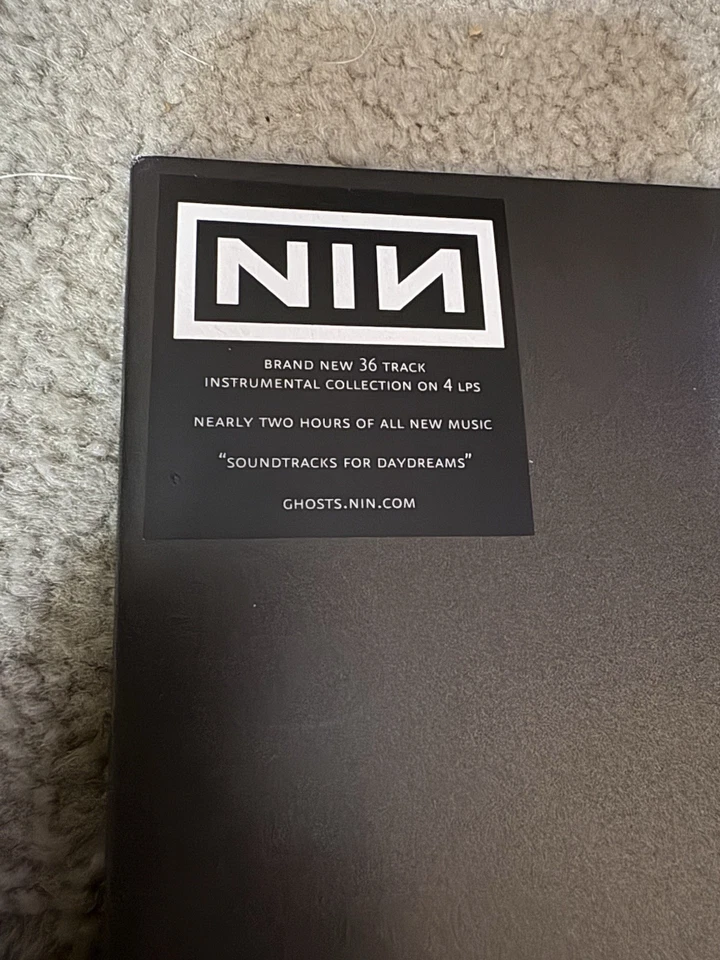 NIN
BRAND NEW 36 TRACK
INSTRUMENTAL COLLECTION ON 4 LPS
NEARLY TWO HOURS OF ALL NEW MUSIC
“SOUNDTRACKS FOR DAYDREAMS”
GHOSTS.NIN.COM